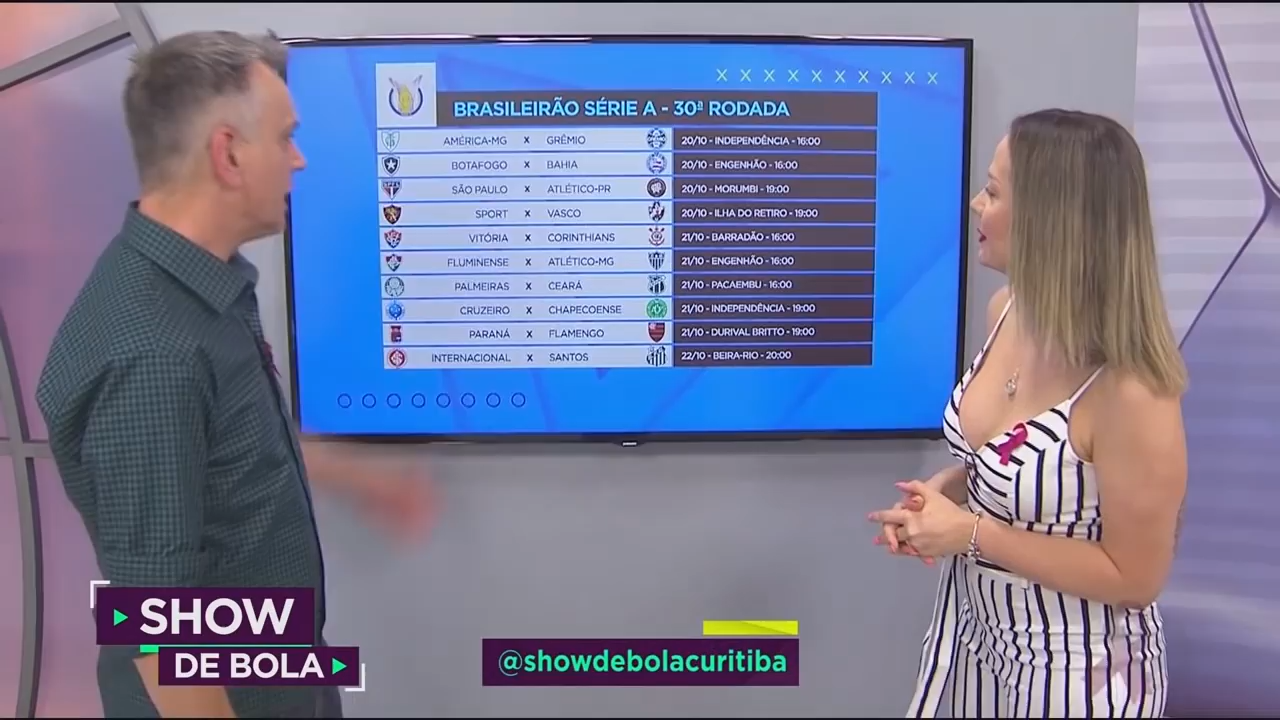 BRASILEIRÃO SÉRIE A - 30ª RODADA
AMÉRICA-MG X GRÊMIO 20/10 - INDEPENDÊNCIA - 16:00
BOTAFOGO X BAHIA 20/10 - ENGENHÃO - 16:00
SÃO PAULO X ATLÉTICO-PR 20/10 - MORUMBI - 19:00
SPORT X VASCO 20/10 - ILHA DO RETIRO - 19:00
VITÓRIA X CORINTHIANS 21/10 - BARRADÃO - 16:00
FLUMINENSE X ATLÉTICO-MG 21/10 - ENGENHÃO - 16:00
PALMEIRAS X CEARÁ 21/10 - PACAEMBU - 16:00
CRUZEIRO X CHAPECOENSE 21/10 - INDEPENDÊNCIA - 19:00
PARANÁ X FLAMENGO 21/10 - DURIVAL BRITTO - 19:00
INTERNACIONAL X SANTOS 22/10 - BEIRA-RIO - 20:00
SHOW
DE BOLA
@showdebolacuritiba